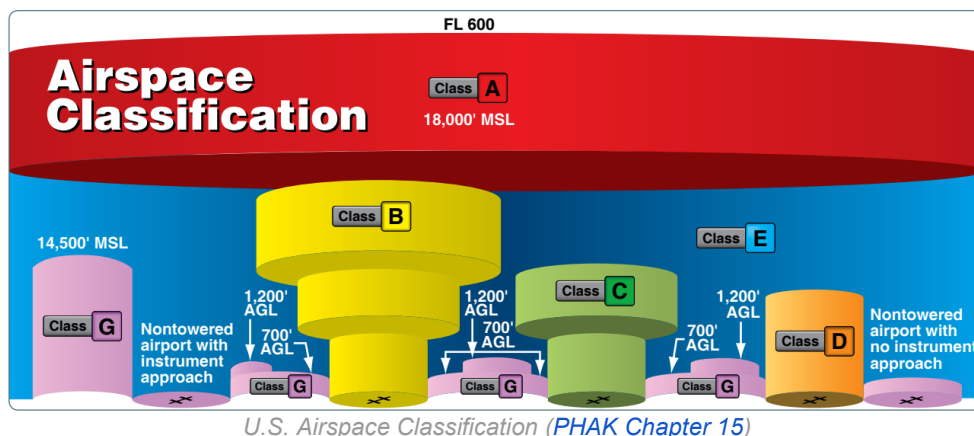 FL 600
Airspace
Classification
Class A
18,000' MSL
Class B
Class E
14,500' MSL
Class C
1,200'
AGL
1,200'
AGL
1,200'
AGL
Class G
Nontowered
airport with
instrument
approach
700'
AGL
700'
AGL
700'
AGL
Class D
Nontowered
airport with
no instrument
approach
Class G
Class G
Class G
U.S. Airspace Classification (PHAK Chapter 15)